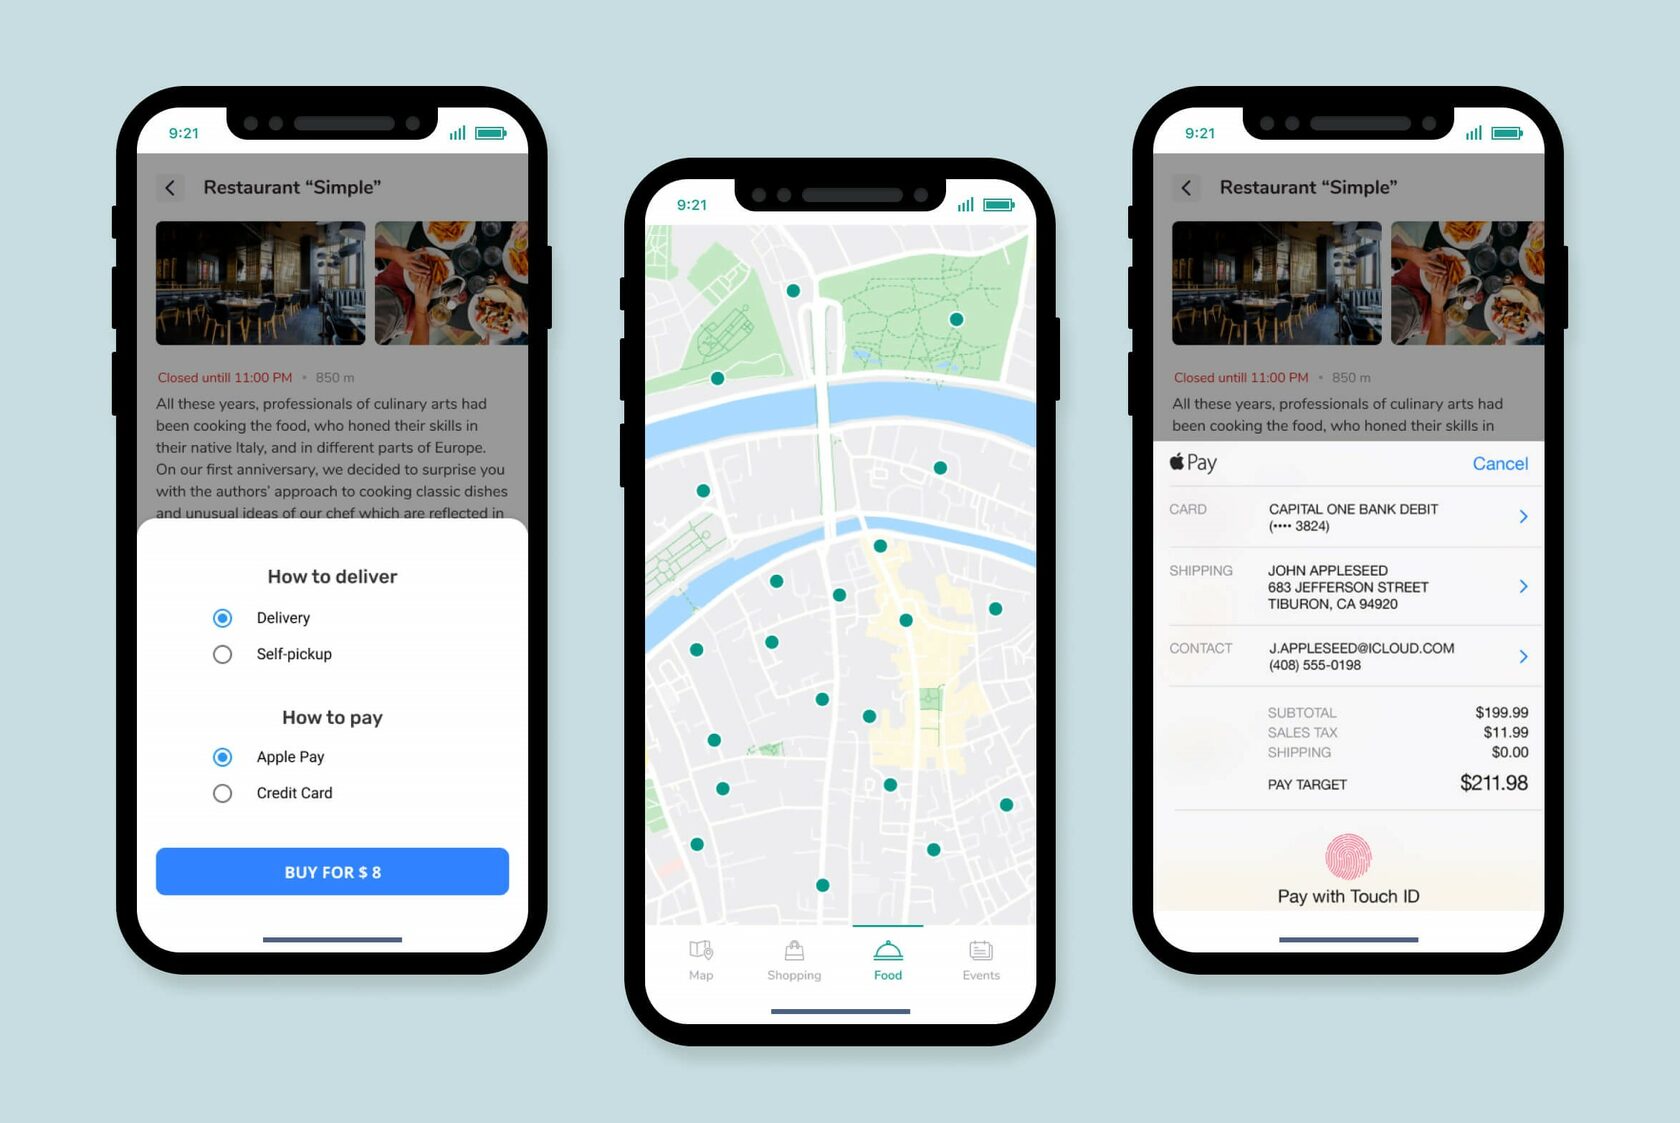 9:21
Restaurant “Simple”
Closed untill 11:00 PM • 850 m
All these years, professionals of culinary arts had
been cooking the food, who honed their skills in
their native Italy, and in different parts of Europe.
On our first anniversary, we decided to surprise you
with the authors’ approach to cooking classic dishes
and unusual ideas of our chef which are reflected in
How to deliver
Delivery
Self-pickup
How to pay
Apple Pay
Credit Card
BUY FOR $ 8
9:21
Map
Shopping
Food
Events
9:21
Restaurant “Simple”
Closed untill 11:00 PM • 850 m
All these years, professionals of culinary arts had
been cooking the food, who honed their skills in
Pay Cancel
CARD CAPITAL ONE BANK DEBIT
(•••• 3824)
SHIPPING JOHN APPLESEED
683 JEFFERSON STREET
TIBURON, CA 94920
CONTACT J.APPLESEED@ICLOUD.COM
(408) 555-0198
SUBTOTAL $199.99
SALES TAX $11.99
SHIPPING $0.00
PAY TARGET $211.98
Pay with Touch ID